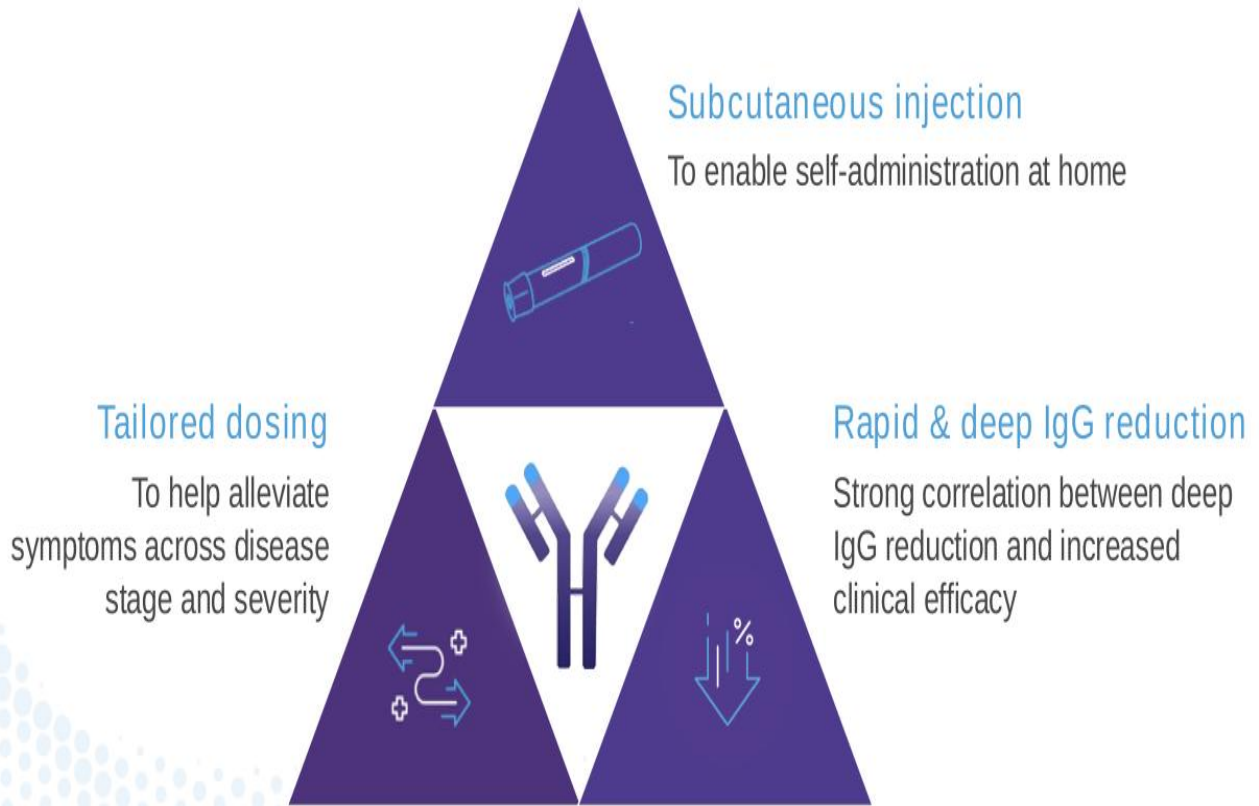 Subcutaneous injection
To enable self-administration at home
Tailored dosing
To help alleviate
symptoms across disease
stage and severity
Rapid & deep IgG reduction
Strong correlation between deep
IgG reduction and increased
clinical efficacy
%